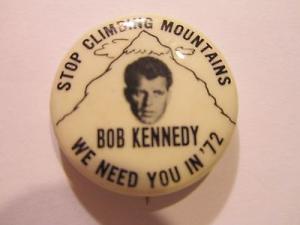 STOP CLIMBING MOUNTAINS
BOB KENNEDY
WE NEED YOU IN '72